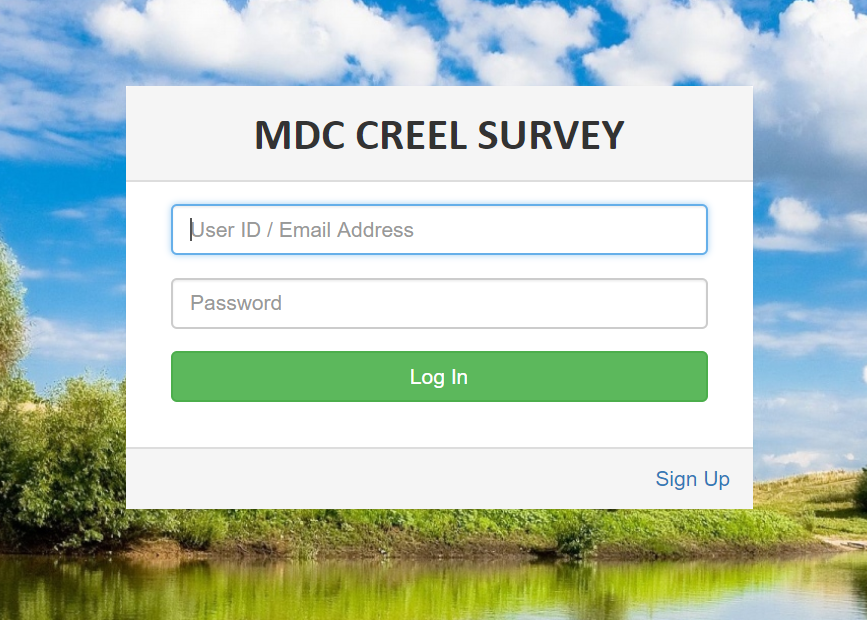 MDC CREEL SURVEY
User ID / Email Address
Password
Log In
Sign Up